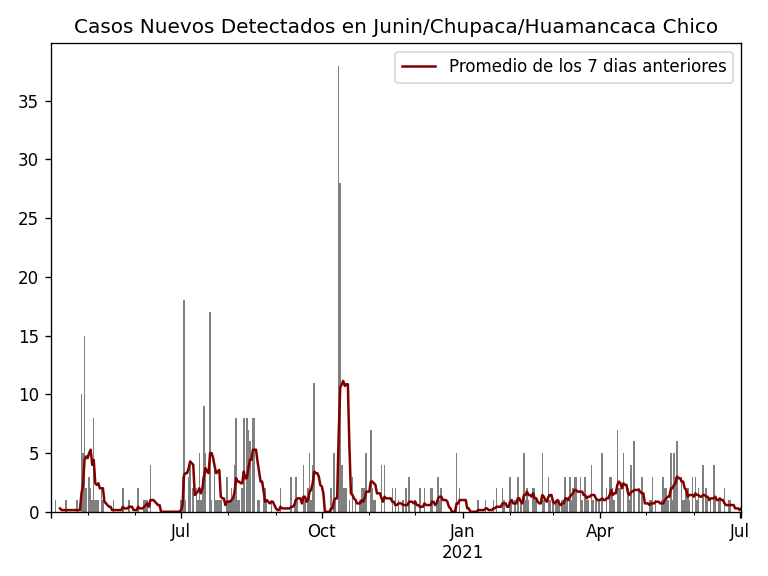 Casos Nuevos Detectados en Junin/Chupaca/Huamancaca Chico
Promedio de los 7 dias anteriores
35
30
25
20
15
10
5
0
Jul
Oct
Jan
2021
Apr
Jul